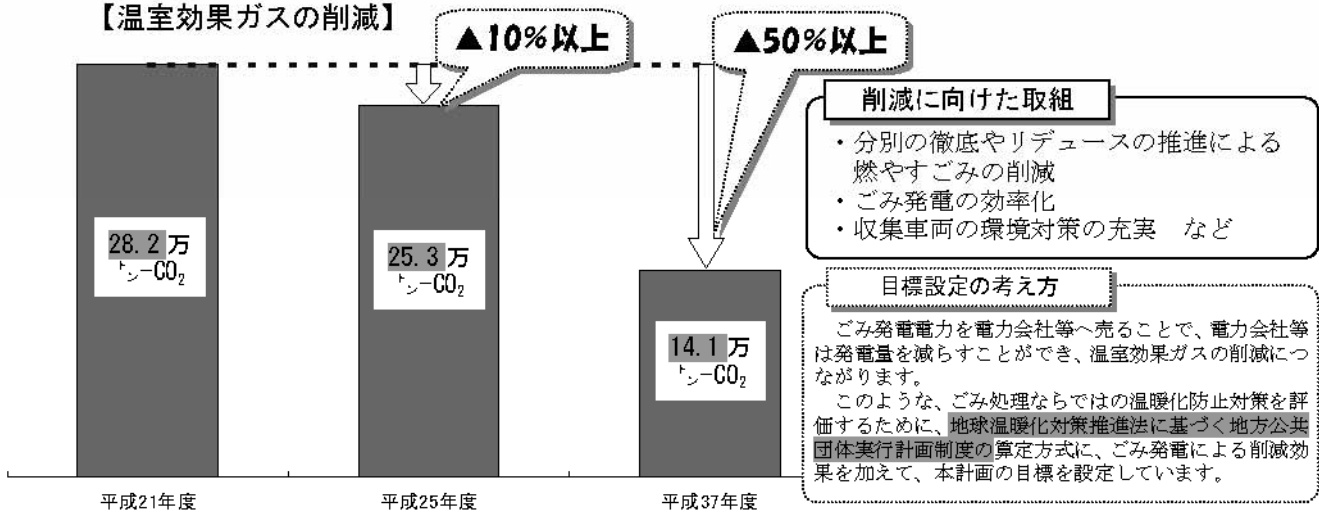 【温室効果ガスの削減】
▲10%以上
▲50%以上
28.2万
トン-CO2
25.3万
トン-CO2
14.1万
トン-CO2
平成21年度
平成25年度
平成37年度
削減に向けた取組
・分別の徹底やリデュースの推進による
燃やすごみの削減
・ごみ発電の効率化
・収集車両の環境対策の充実 など
目標設定の考え方
ごみ発電電力を電力会社等へ売ることで、電力会社等
は発電量を減らすことができ、温室効果ガスの削減につ
ながります。
このような、ごみ処理ならではの温暖化防止対策を評
価するために、地球温暖化対策推進法に基づく地方公共
団体実行計画制度の算定方式に、ごみ発電による削減効
果を加えて、本計画の目標を設定しています。